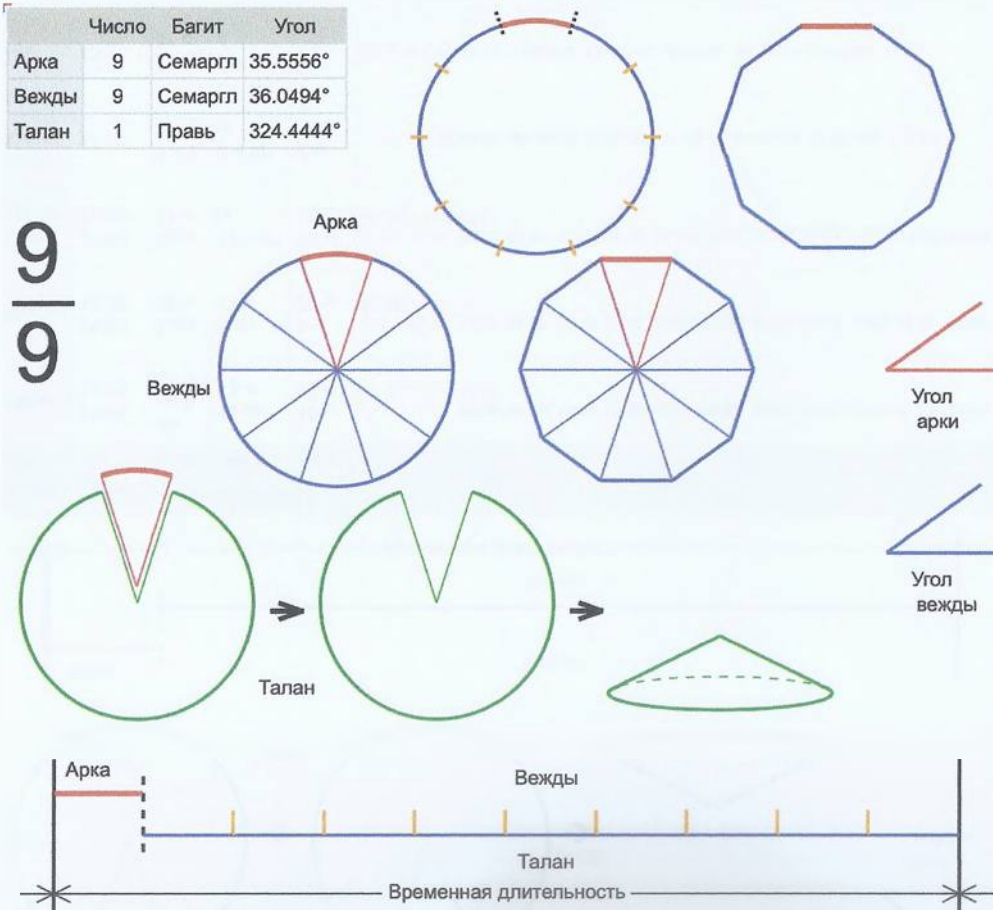 Число Багит Угол
Арка 9 Семаргл 35.5556°
Вежды 9 Семаргл 36.0494°
Талан 1 Правь 324.4444°
9
9
Арка
Вежды
Угол
арки
Угол
вежды
Талан
Арка
Вежды
Талан
Временная длительность